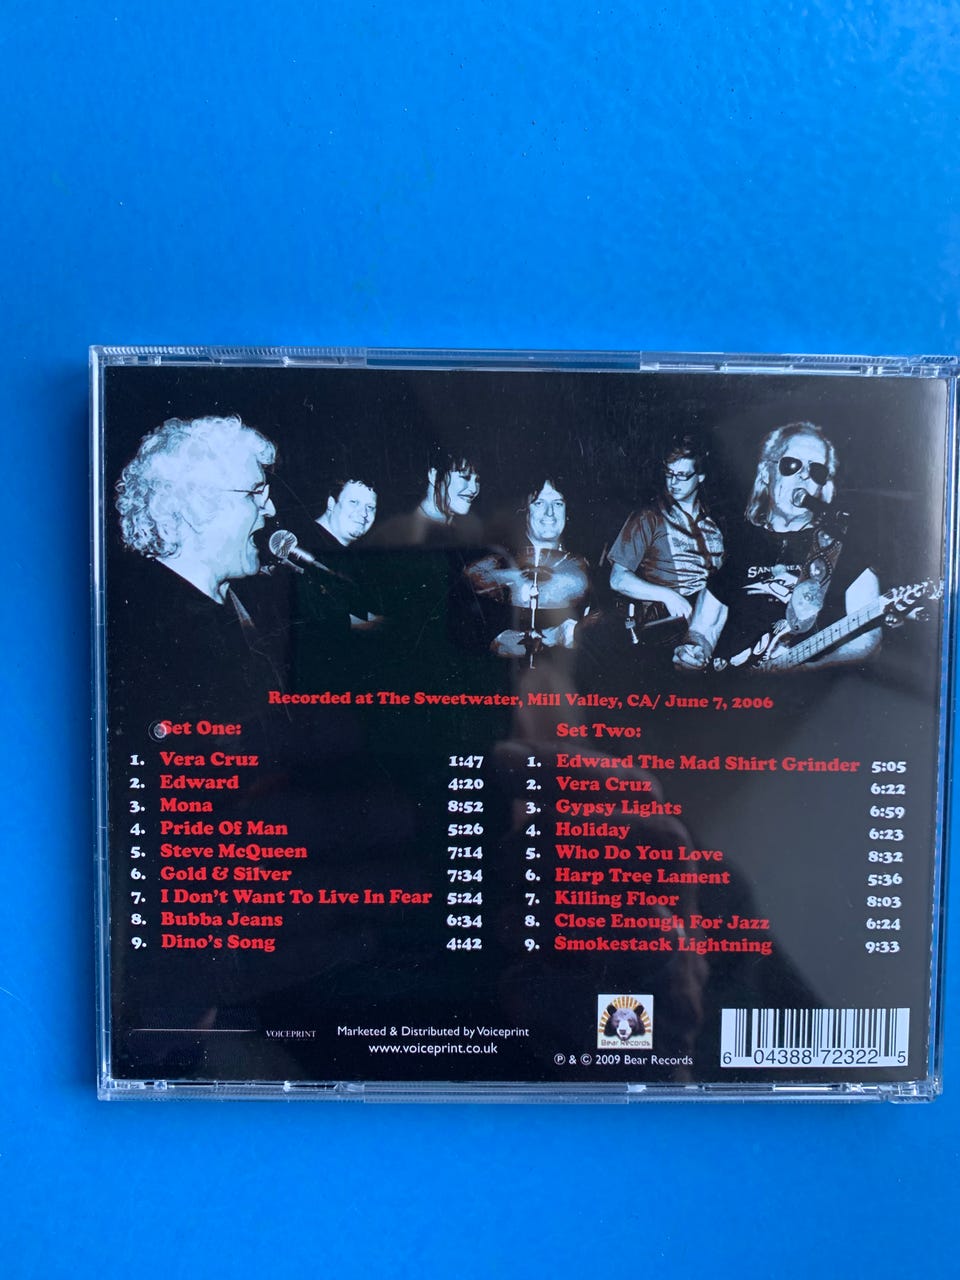 Recorded at The Sweetwater, Mill Valley, CA/ June 7, 2006
Set One:
1. Vera Cruz 1:47
2. Edward 4:20
3. Mona 8:52
4. Pride Of Man 5:26
5. Steve McQueen 7:14
6. Gold & Silver 7:34
7. I Don't Want To Live In Fear 5:24
8. Bubba Jeans 6:34
9. Dino's Song 4:42
Set Two:
1. Edward The Mad Shirt Grinder 5:05
2. Vera Cruz 6:22
3. Gypsy Lights 6:59
4. Holiday 6:23
5. Who Do You Love 8:32
6. Harp Tree Lament 5:36
7. Killing Floor 8:03
8. Close Enough For Jazz 6:24
9. Smokestack Lightning 9:33
VOICEPRINT
Marketed & Distributed by Voiceprint
www.voiceprint.co.uk
Bear Records
℗ & © 2009 Bear Records
6 04388 72322 5